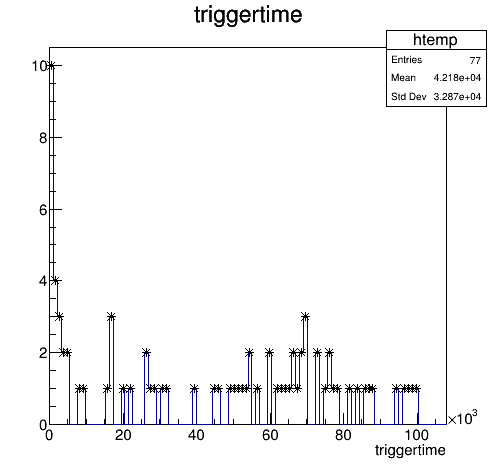 triggertime
htemp
Entries 77
Mean 4.218e+04
Std Dev 3.287e+04
10
8
6
4
2
0
0 20 40 60 80 100 ×10³
triggertime